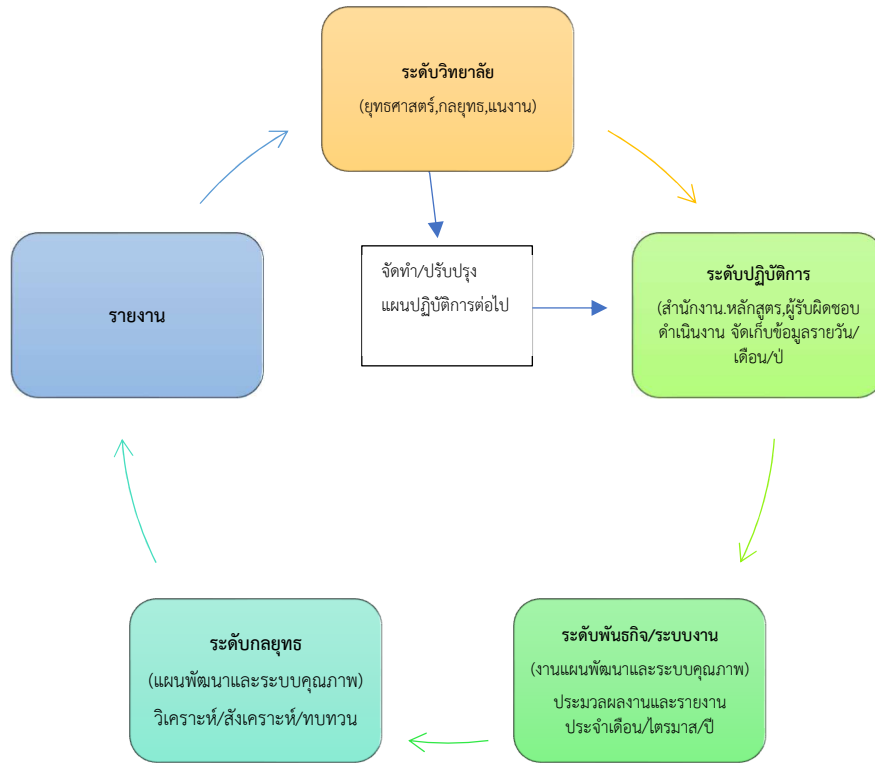 ระดับวิทยาลัย
(ยุทธศาสตร์,กลยุทธ,แนงาน)
จัดทำ/ปรับปรุง
แผนปฏิบัติการต่อไป
ระดับปฏิบัติการ
(สำนักงาน.หลักสูตร,ผู้รับผิดชอบ
ดำเนินงาน จัดเก็บข้อมูลรายวัน/
เดือน/ป่
รายงาน
ระดับพันธกิจ/ระบบงาน
(งานแผนพัฒนาและระบบคุณภาพ)
ประมวลผลงานและรายงาน
ประจำเดือน/ไตรมาส/ปี
ระดับกลยุทธ
(แผนพัฒนาและระบบคุณภาพ)
วิเคราะห์/สังเคราะห์/ทบทวน